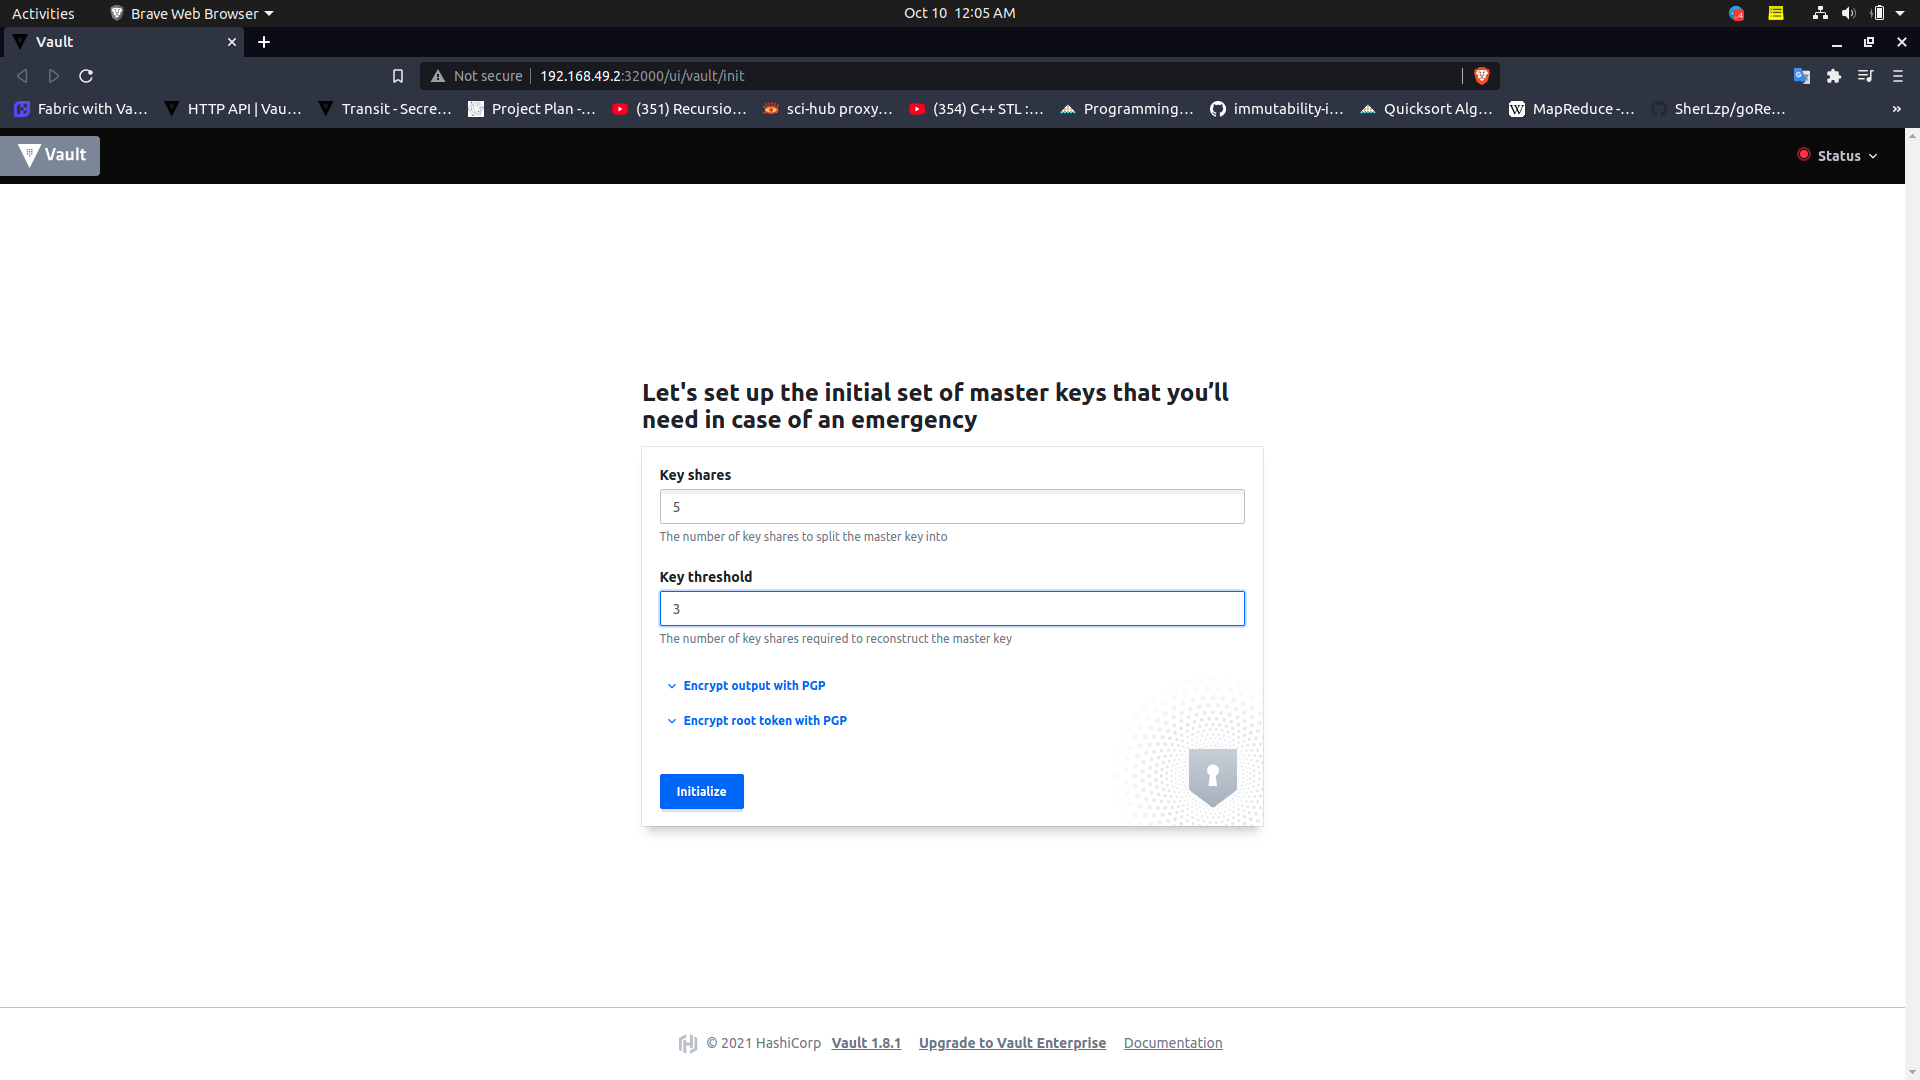 Activities Brave Web Browser Oct 10 12:05 AM
Vault
Not secure 192.168.49.2:32000/ui/vault/init
Fabric with Va... HTTP API | Vau... Transit - Secre... Project Plan -... (351) Recursio... sci-hub proxy... (354) C++ STL :... Programming... immutability-i... Quicksort Alg... MapReduce -... SherLzp/goRe... »
Vault Status
Let's set up the initial set of master keys that you’ll
need in case of an emergency
Key shares
5
The number of key shares to split the master key into
Key threshold
3
The number of key shares required to reconstruct the master key
Encrypt output with PGP
Encrypt root token with PGP
Initialize
© 2021 HashiCorp Vault 1.8.1 Upgrade to Vault Enterprise Documentation